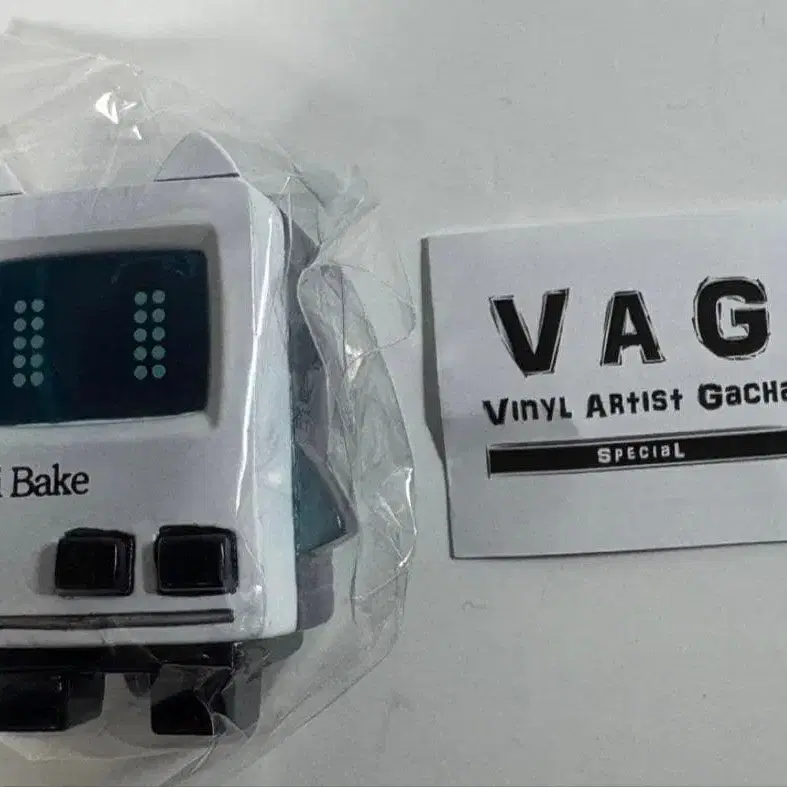 i Bake
VAG
Vinyl Artist Gacha
Special